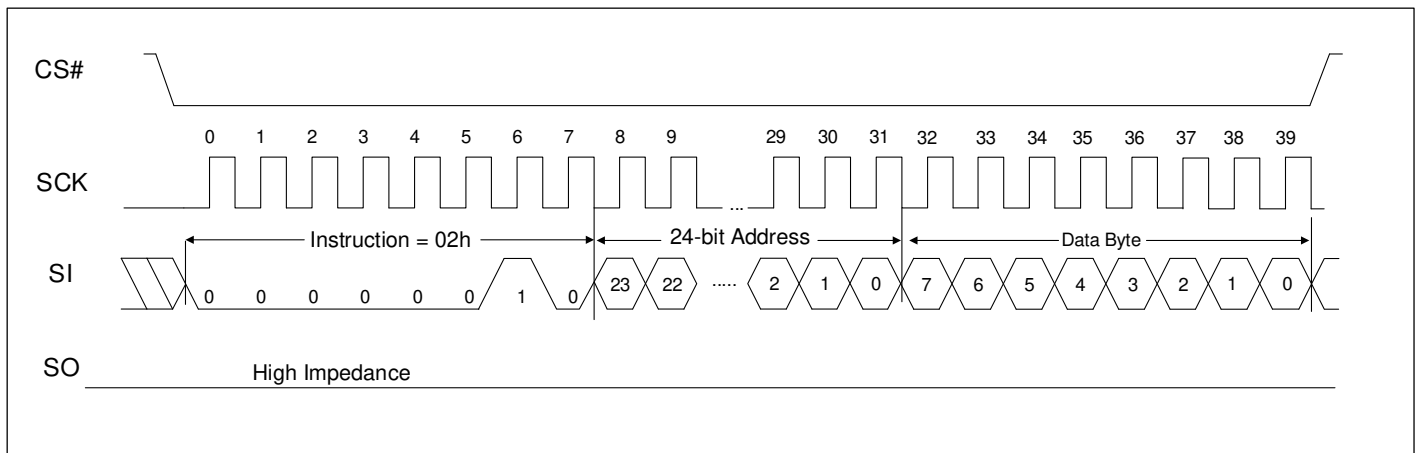 CS#
0 1 2 3 4 5 6 7 8 9 29 30 31 32 33 34 35 36 37 38 39
SCK
...
Instruction = 02h 24-bit Address Data Byte
SI
0 0 0 0 0 0 1 0 23 22 ..... 2 1 0 7 6 5 4 3 2 1 0
SO
High Impedance